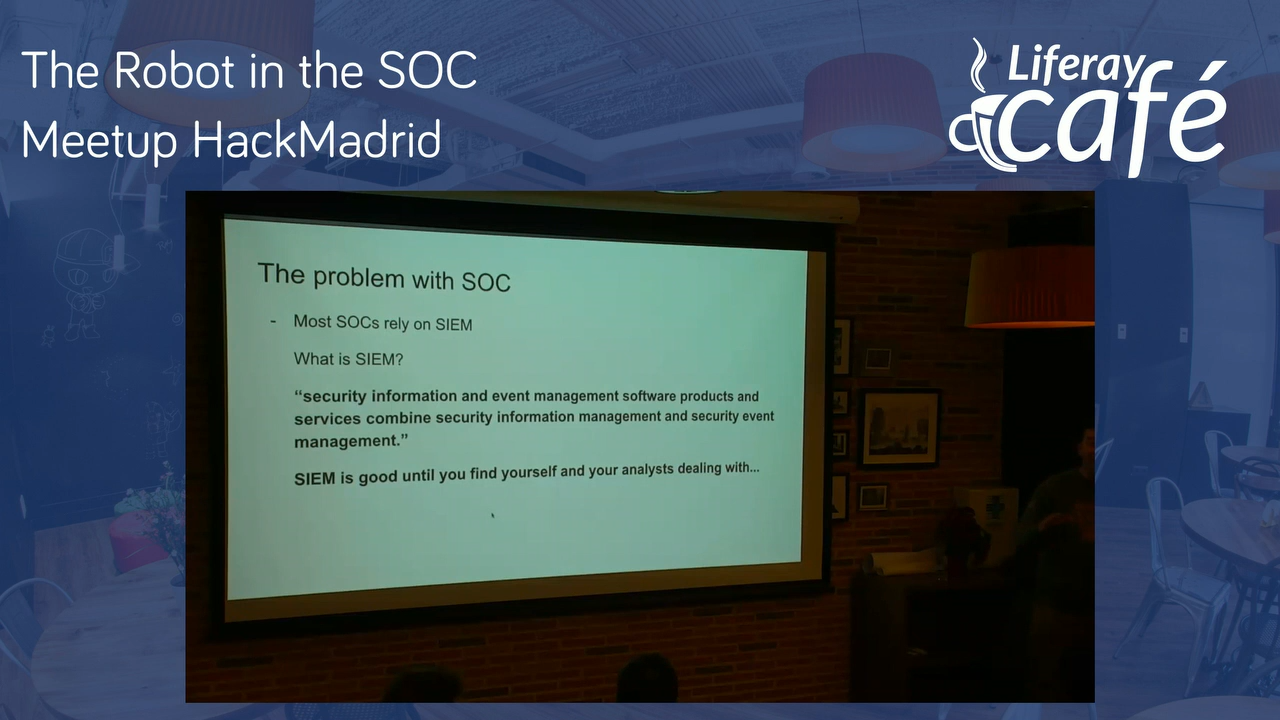 The Robot in the SOC
Meetup HackMadrid
Liferay
café
The problem with SOC
- Most SOCs rely on SIEM
What is SIEM?
“security information and event management software products and
services combine security information management and security event
management.”
SIEM is good until you find yourself and your analysts dealing with...